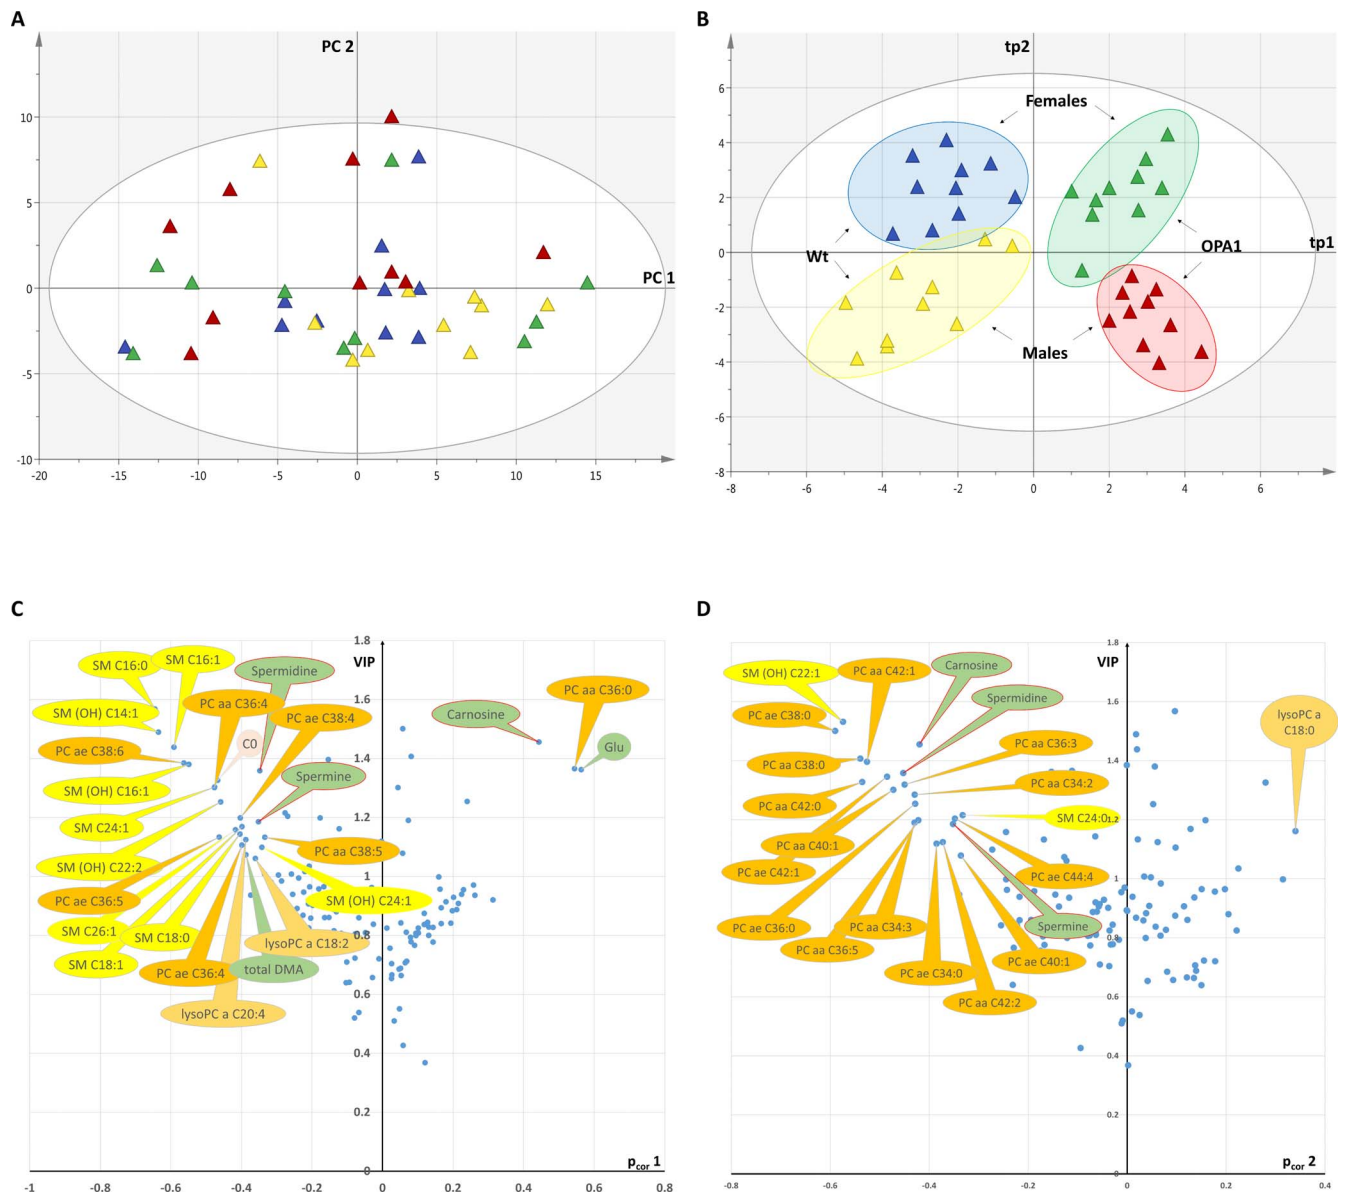 A
PC 2
10
5
0
-5
-10
PC 1
-20
-15
-10
-5
0
5
10
15
B
tp2
6
4
2
0
-2
-4
-6
-8
Females
Wt
OPA1
tp1
Males
-8
-6
-4
-2
0
2
4
6
C
1.8
VIP
1.6
1.4
1.2
1
0.8
0.6
0.4
0.2
0
SM C16:0
SM C16:1
Spermidine
SM (OH) C14:1
PC aa C36:4
PC ae C38:4
PC aa C36:0
Carnosine
Glu
PC ae C38:6
C0
SM (OH) C16:1
Spermine
SM C24:1
PC aa C38:5
SM (OH) C22:2
PC ae C36:5
SM (OH) C24:1
SM C26:1
SM C18:0
lysoPC a C18:2
SM C18:1
PC ae C36:4
total DMA
lysoPC a C20:4
pcor 1
-1
-0.8
-0.6
-0.4
-0.2
0
0.2
0.4
0.6
0.8
D
1.8
VIP
1.6
1.4
1.2
1
0.8
0.6
0.4
0.2
0
SM (OH) C22:1
PC aa C42:1
Carnosine
Spermidine
lysoPC a
C18:0
PC ae C38:0
PC aa C36:3
PC aa C38:0
PC aa C34:2
PC aa C42:0
SM C24:0
PC aa C40:1
PC ae C42:1
PC ae C44:4
PC ae C36:0
PC aa C34:3
Spermine
PC aa C36:5
PC ae C40:1
PC ae C34:0
PC aa C42:2
pcor 2
-0.8
-0.6
-0.4
-0.2
0
0.2
0.4